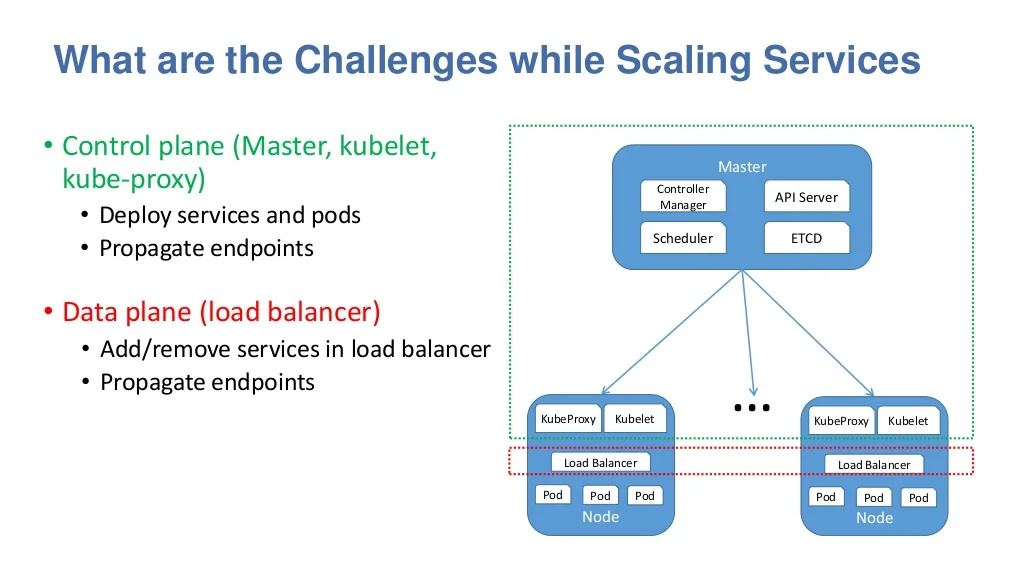 What are the Challenges while Scaling Services
• Control plane (Master, kubelet,
kube-proxy)
• Deploy services and pods
• Propagate endpoints
• Data plane (load balancer)
• Add/remove services in load balancer
• Propagate endpoints
Master
Controller
Manager
API Server
Scheduler
ETCD
...
KubeProxy
Kubelet
Load Balancer
Pod
Pod
Pod
Node
KubeProxy
Kubelet
Load Balancer
Pod
Pod
Pod
Node